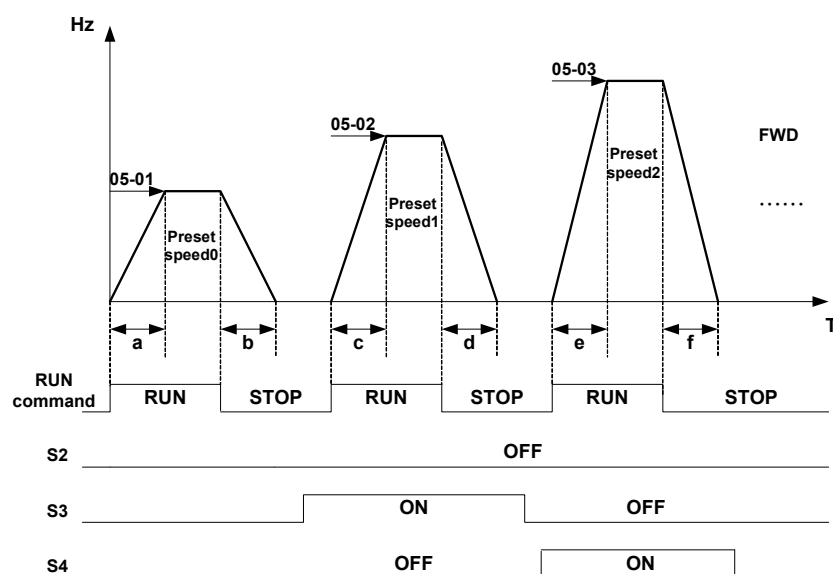 Hz
05-03
05-02
FWD
Preset
speed2
05-01
Preset
speed1
......
Preset
speed0
T
a
b
c
d
e
f
RUN
command
RUN
STOP
RUN
STOP
RUN
STOP
S2
OFF
S3
ON
OFF
S4
OFF
ON